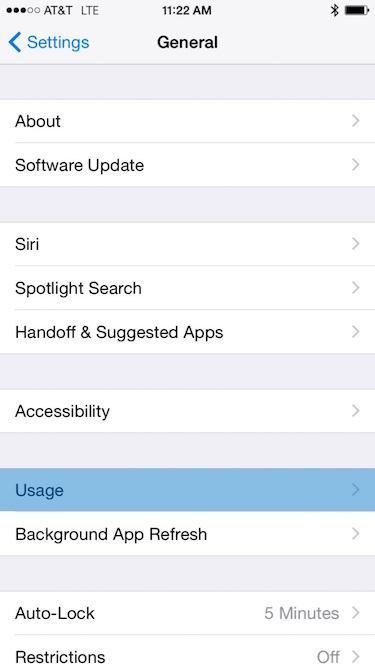 AT&T LTE 11:22 AM
Settings General
About
Software Update
Siri
Spotlight Search
Handoff & Suggested Apps
Accessibility
Usage
Background App Refresh
Auto-Lock 5 Minutes
Restrictions Off